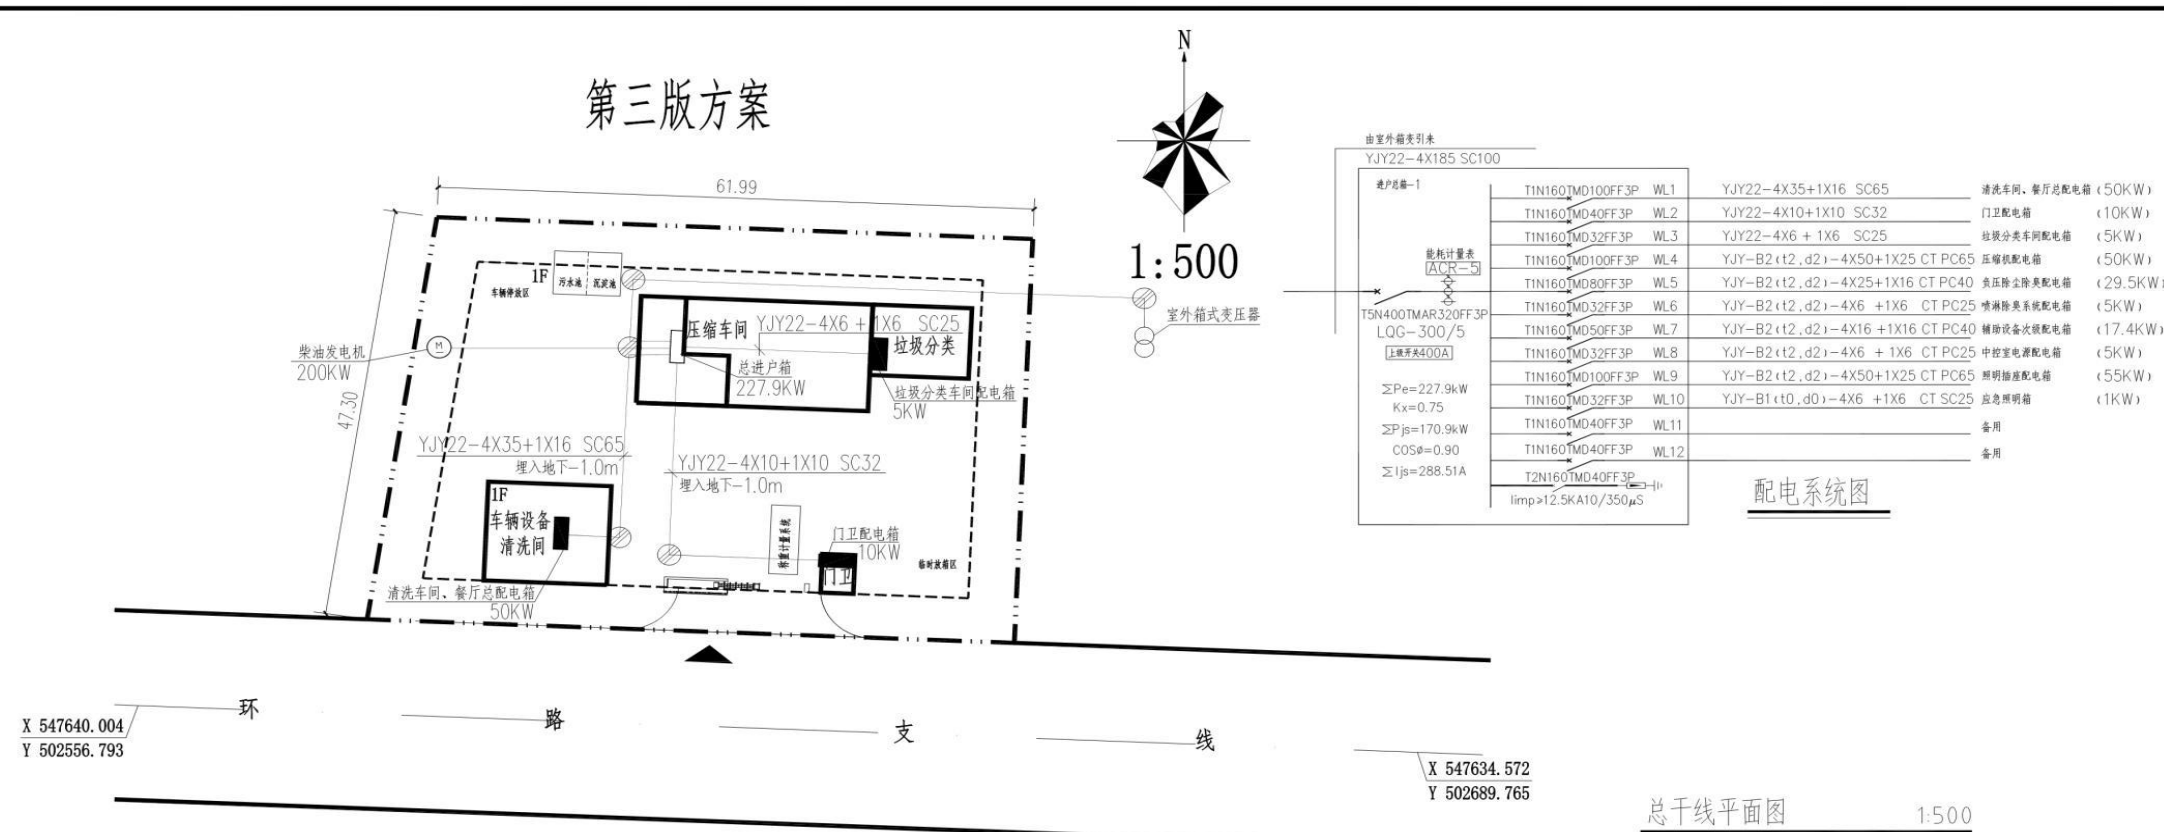 第三版方案
N
1:500
61.99
47.30
1F
污水池
沉淀池
车辆停放区
压缩车间
YJY22-4X6 + 1X6 SC25
垃圾分类
室外箱式变压器
柴油发电机
200KW
M
总进户箱
227.9KW
垃圾分类车间配电箱
5KW
YJY22-4X35+1X16 SC65
埋入地下-1.0m
YJY22-4X10+1X10 SC32
埋入地下-1.0m
1F
车辆设备
清洗间
称重计量系统
门卫配电箱
10KW
门卫
临时放箱区
清洗车间、餐厅总配电箱
50KW
环路支线
X 547640.004
Y 502556.793
X 547634.572
Y 502689.765
由室外箱变引来
YJY22-4X185 SC100
进户总箱-1
能耗计量表
ACR-5
T5N400TMAR320FF3P
LQG-300/5
上级开关400A
∑Pe=227.9kW
Kx=0.75
∑Pjs=170.9kW
COSø=0.90
∑Ijs=288.51A
T1N160TMD100FF3P WL1 YJY22-4X35+1X16 SC65 清洗车间、餐厅总配电箱 (50KW)
T1N160TMD40FF3P WL2 YJY22-4X10+1X10 SC32 门卫配电箱 (10KW)
T1N160TMD32FF3P WL3 YJY22-4X6 + 1X6 SC25 垃圾分类车间配电箱 (5KW)
T1N160TMD100FF3P WL4 YJY-B2(t2,d2)-4X50+1X25 CT PC65 压缩机配电箱 (50KW)
T1N160TMD80FF3P WL5 YJY-B2(t2,d2)-4X25+1X16 CT PC40 负压除尘除臭配电箱 (29.5KW)
T1N160TMD32FF3P WL6 YJY-B2(t2,d2)-4X6 +1X6 CT PC25 喷淋除臭系统配电箱 (5KW)
T1N160TMD50FF3P WL7 YJY-B2(t2,d2)-4X16 +1X16 CT PC40 辅助设备次级配电箱 (17.4KW)
T1N160TMD32FF3P WL8 YJY-B2(t2,d2)-4X6 + 1X6 CT PC25 中控室电源配电箱 (5KW)
T1N160TMD100FF3P WL9 YJY-B2(t2,d2)-4X50+1X25 CT PC65 照明插座配电箱 (55KW)
T1N160TMD32FF3P WL10 YJY-B1(t0,d0)-4X6 +1X6 CT SC25 应急照明箱 (1KW)
T1N160TMD40FF3P WL11 备用
T1N160TMD40FF3P WL12 备用
T2N160TMD40FF3P
Iimp≥12.5KA10/350μS
配电系统图
总干线平面图 1:500